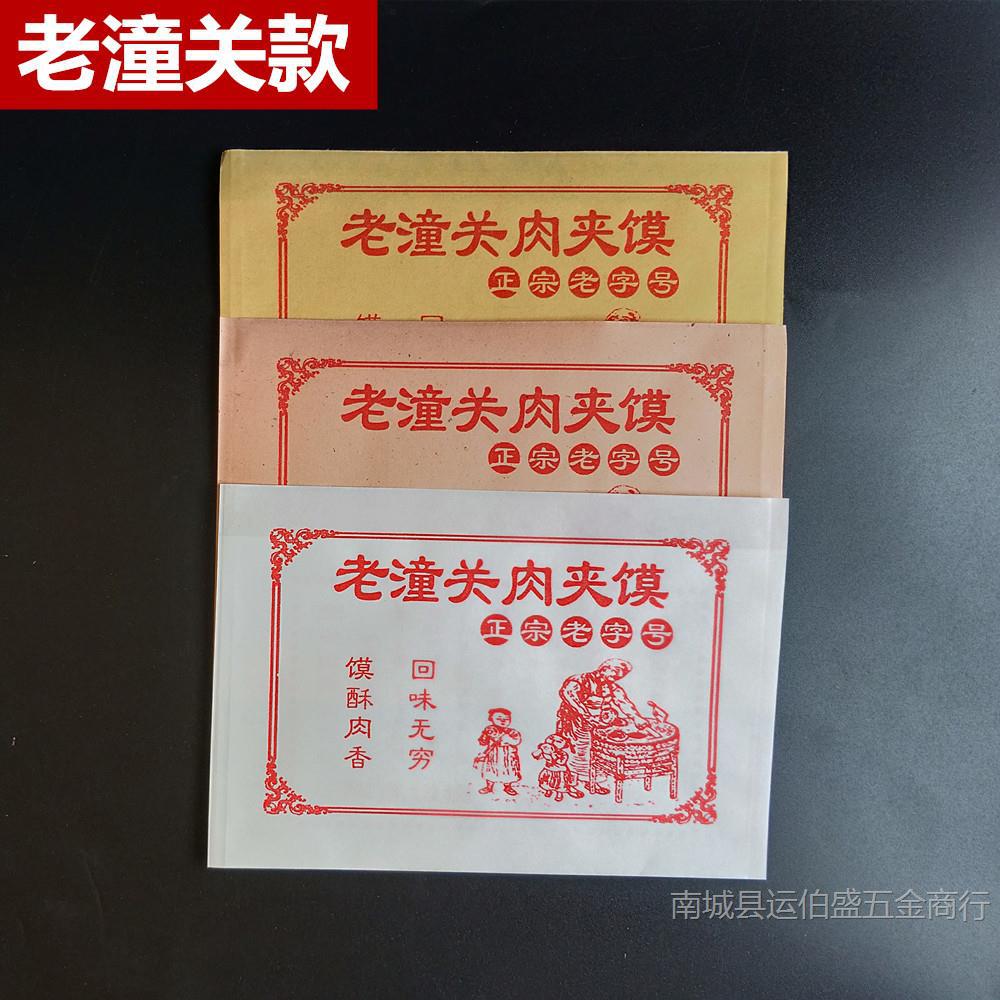 老潼关款
老潼关肉夹馍
正宗老字号
馍 回
老潼关肉夹馍
正宗老字号
老潼关肉夹馍
正宗老字号
馍酥肉香
回味无穷
南城县运伯盛五金商行